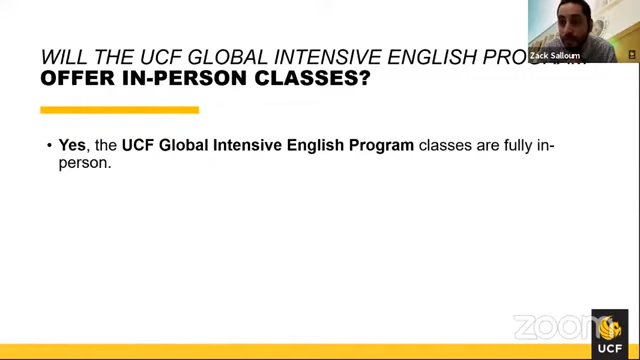 WILL THE UCF GLOBAL INTENSIVE ENGLISH PROGRAM
OFFER IN-PERSON CLASSES?
Zack Salloum
• Yes, the UCF Global Intensive English Program classes are fully in-
person.
zoom
UCF